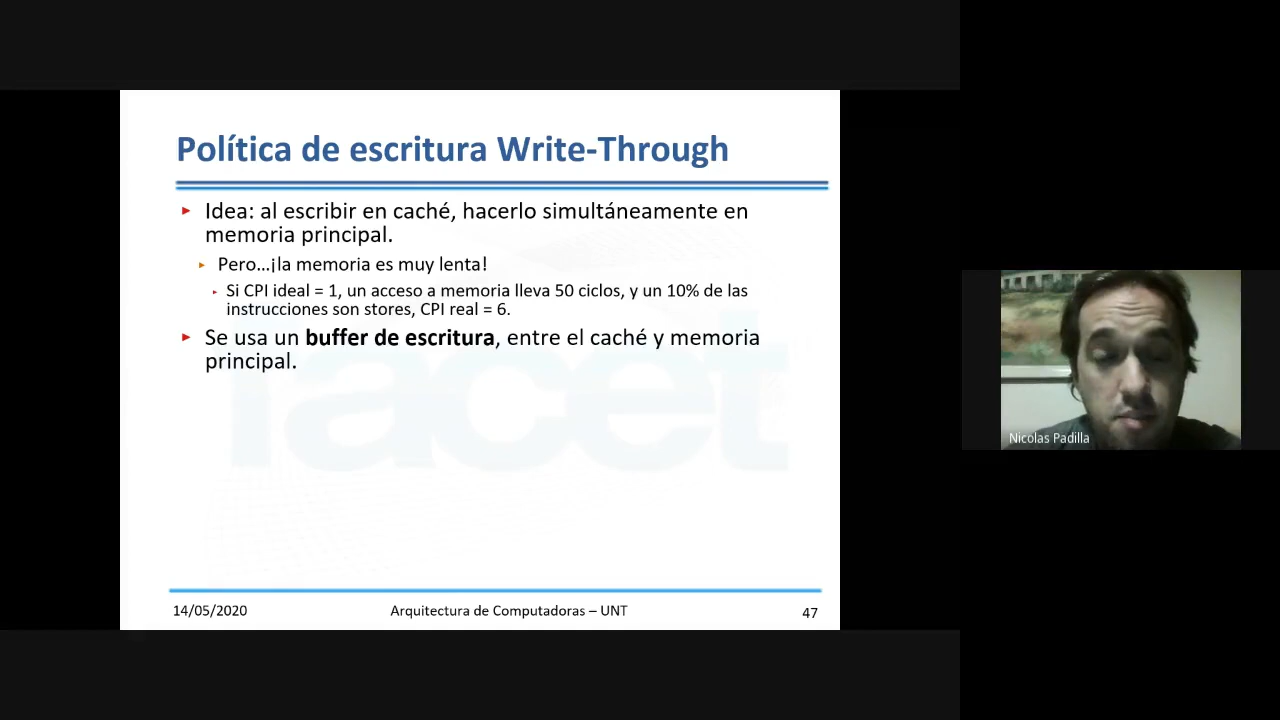 Política de escritura Write-Through
Idea: al escribir en caché, hacerlo simultáneamente en
memoria principal.
Pero…¡la memoria es muy lenta!
Si CPI ideal = 1, un acceso a memoria lleva 50 ciclos, y un 10% de las
instrucciones son stores, CPI real = 6.
Se usa un buffer de escritura, entre el caché y memoria
principal.
facet
14/05/2020
Arquitectura de Computadoras – UNT
47
Nicolas Padilla